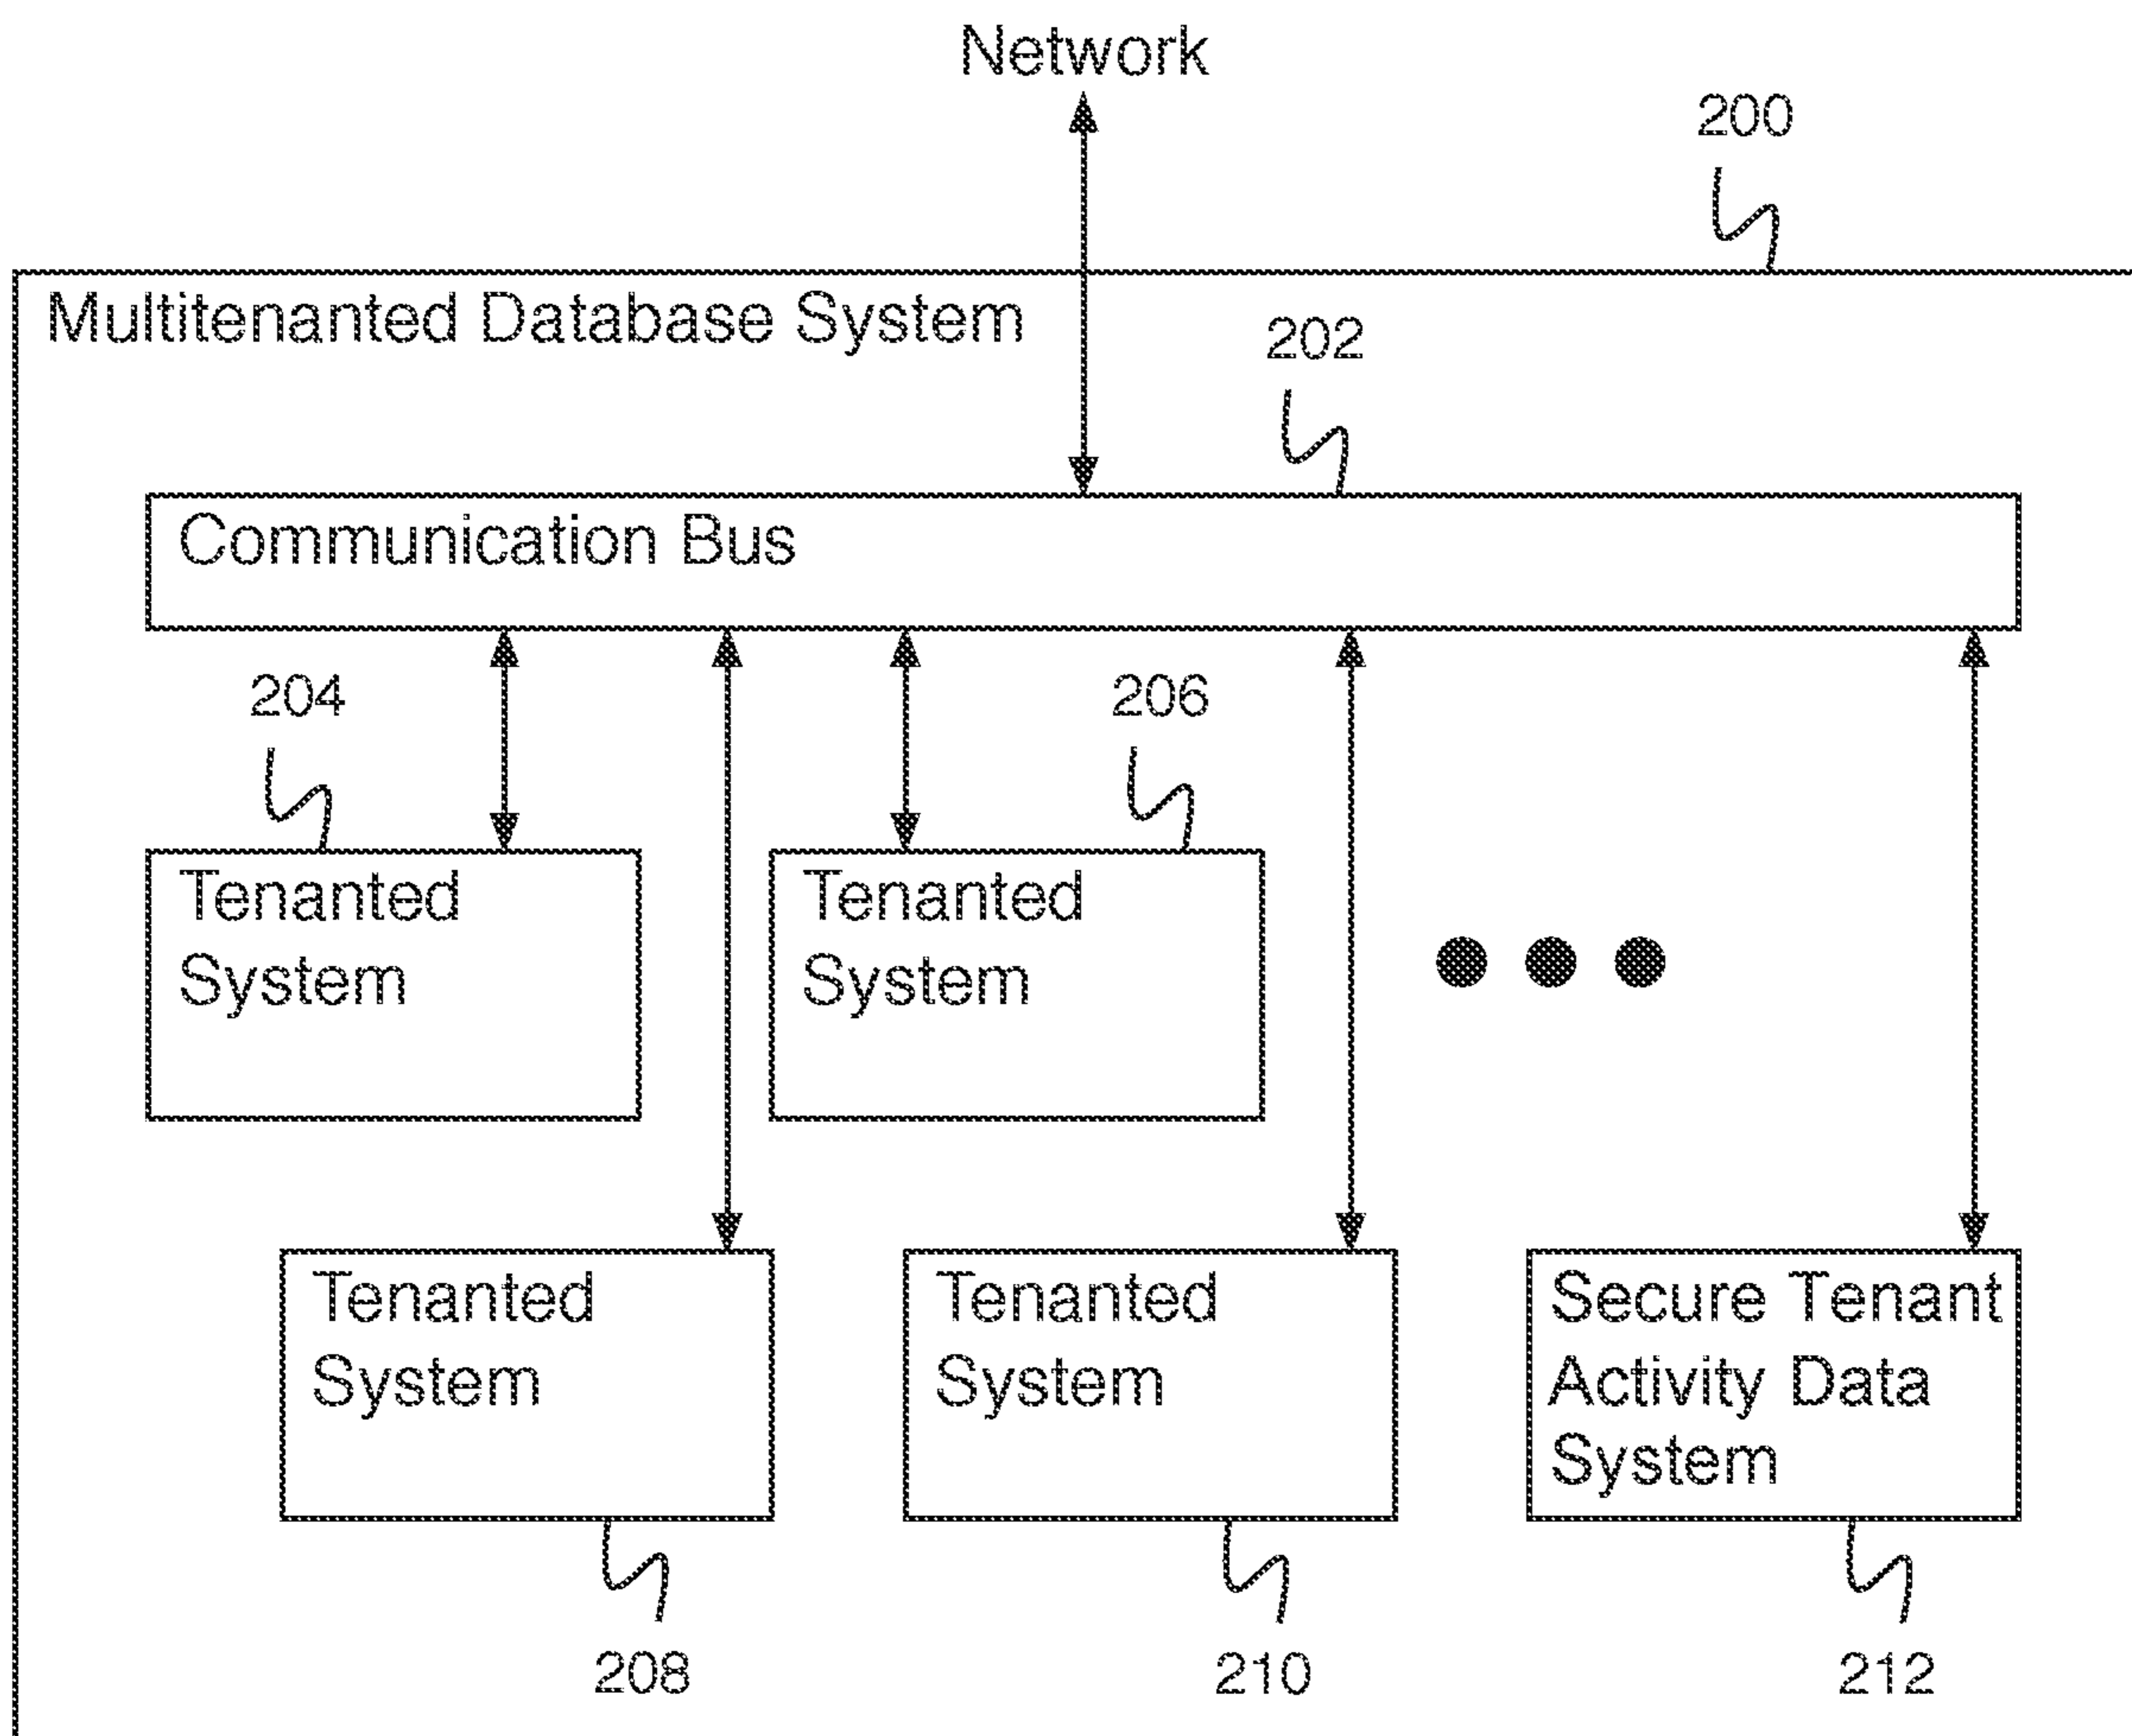 Network
200
Multitenanted Database System
202
Communication Bus
204
206
Tenanted
System
Tenanted
System
Tenanted
System
Tenanted
System
Secure Tenant
Activity Data
System
208
210
212